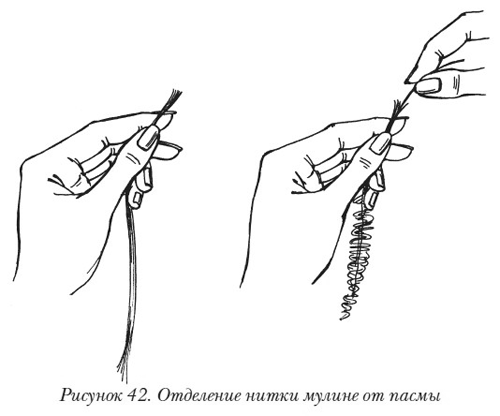 Рисунок 42. Отделение нитки мулине от пасмы